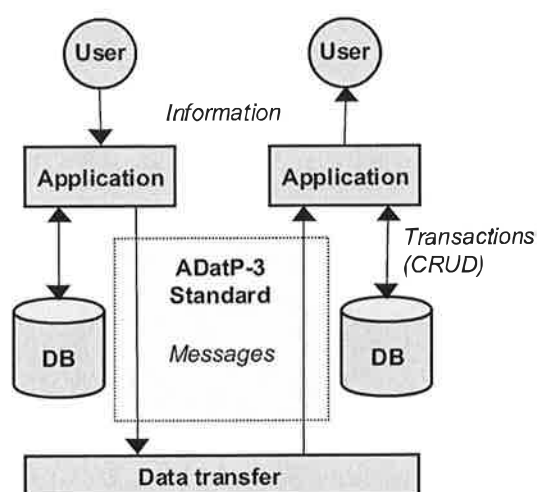 User
User
Information
Application
Application
Transactions
(CRUD)
ADatP-3
Standard
Messages
DB
DB
Data transfer